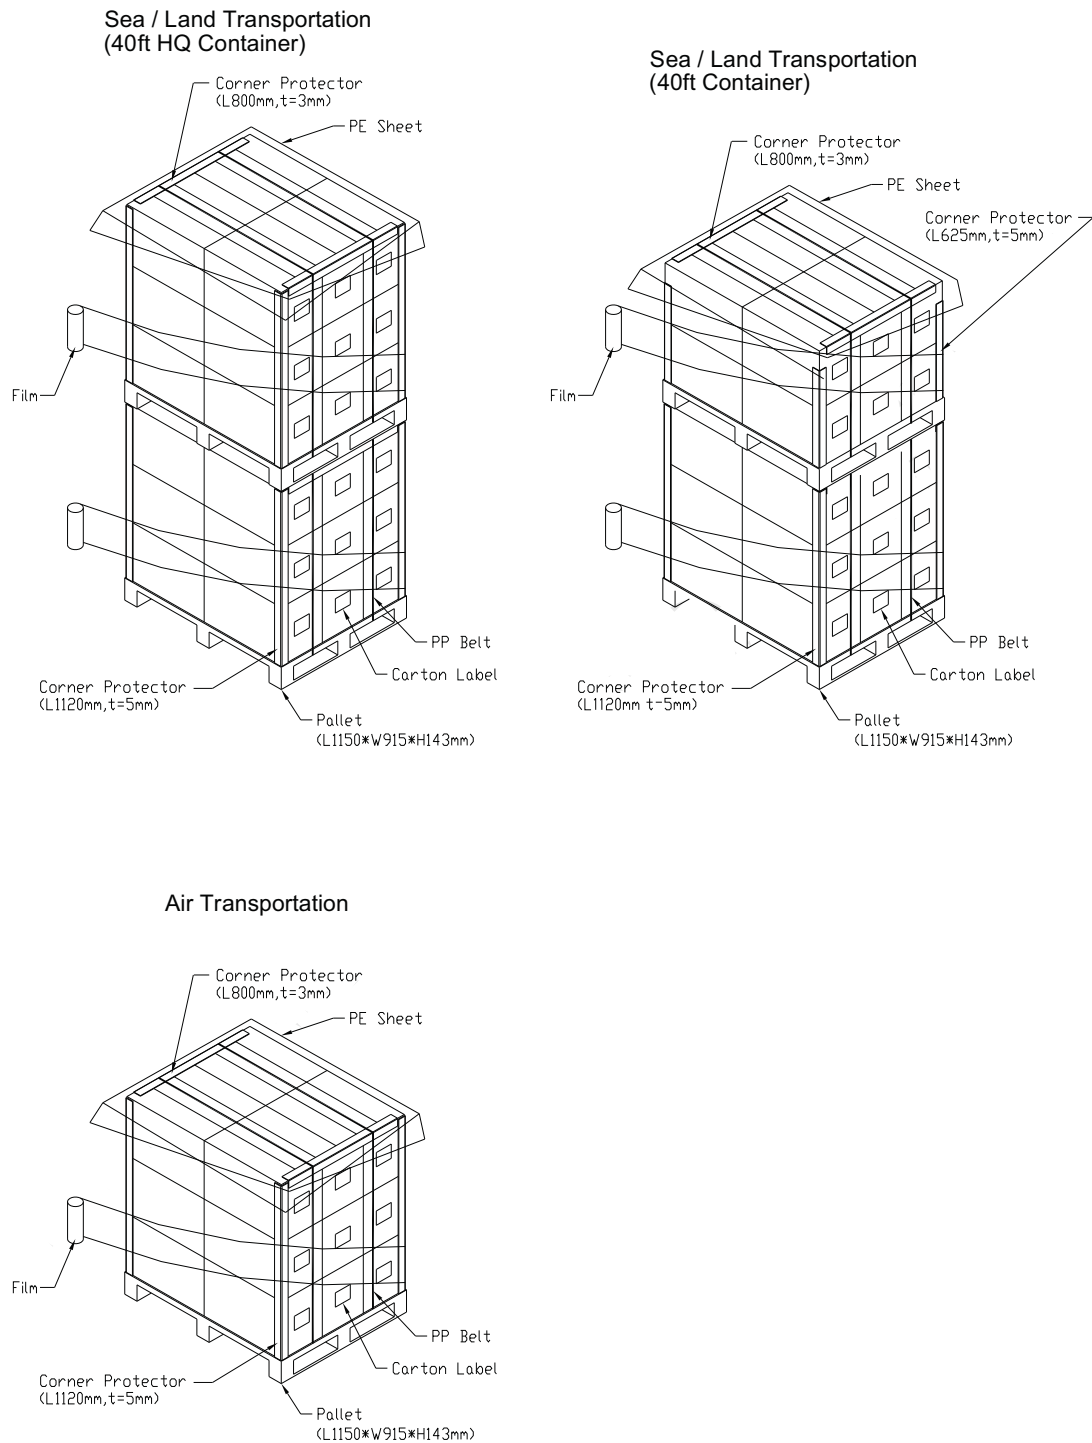 Sea / Land Transportation
(40ft HQ Container)
Corner Protector
(L800mm,t=3mm)
PE Sheet
Film
PP Belt
Carton Label
Corner Protector
(L1120mm,t=5mm)
Pallet
(L1150*W915*H143mm)
Sea / Land Transportation
(40ft Container)
Corner Protector
(L800mm,t=3mm)
PE Sheet
Corner Protector
(L625mm,t=5mm)
Film
PP Belt
Carton Label
Corner Protector
(L1120mm t-5mm)
Pallet
(L1150*W915*H143mm)
Air Transportation
Corner Protector
(L800mm,t=3mm)
PE Sheet
Film
PP Belt
Carton Label
Corner Protector
(L1120mm,t=5mm)
Pallet
(L1150*W915*H143mm)